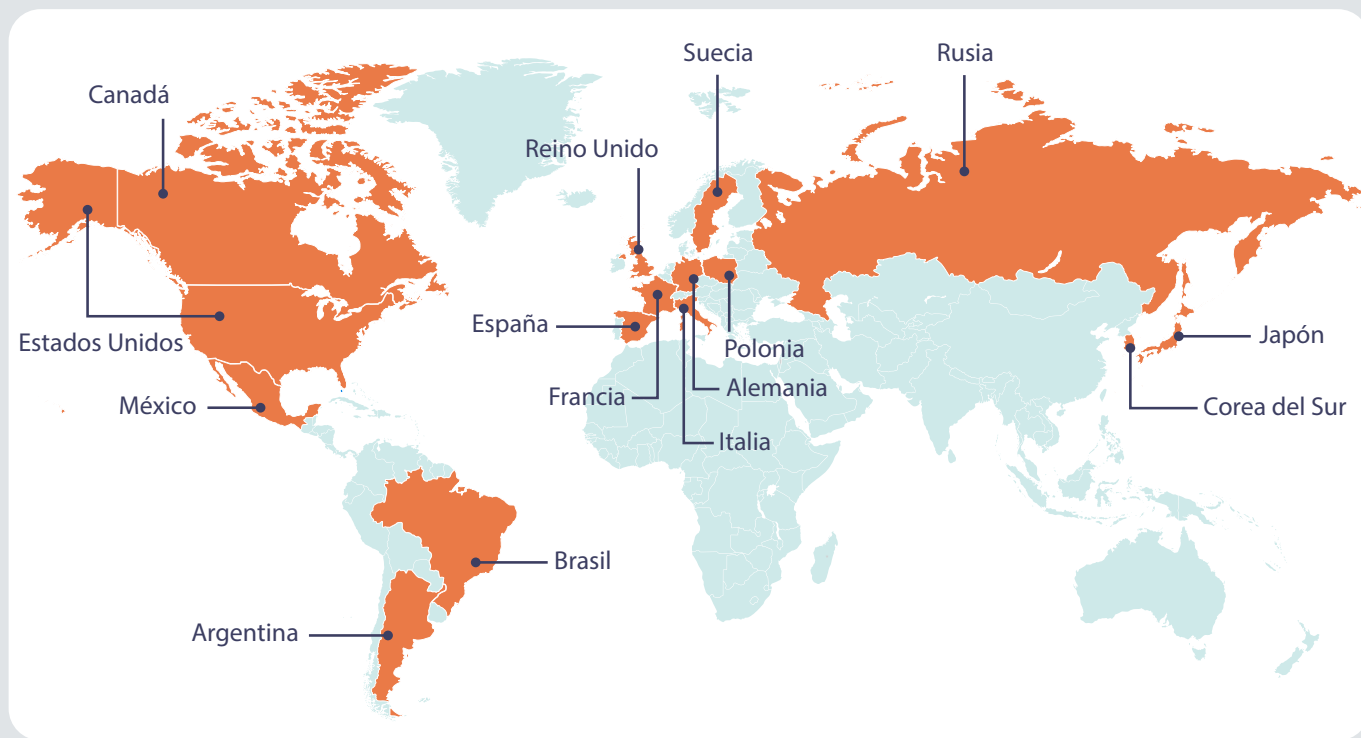 Suecia
Rusia
Canadá
Reino Unido
España
Estados Unidos
Japón
Polonia
Francia
Alemania
México
Corea del Sur
Italia
Brasil
Argentina